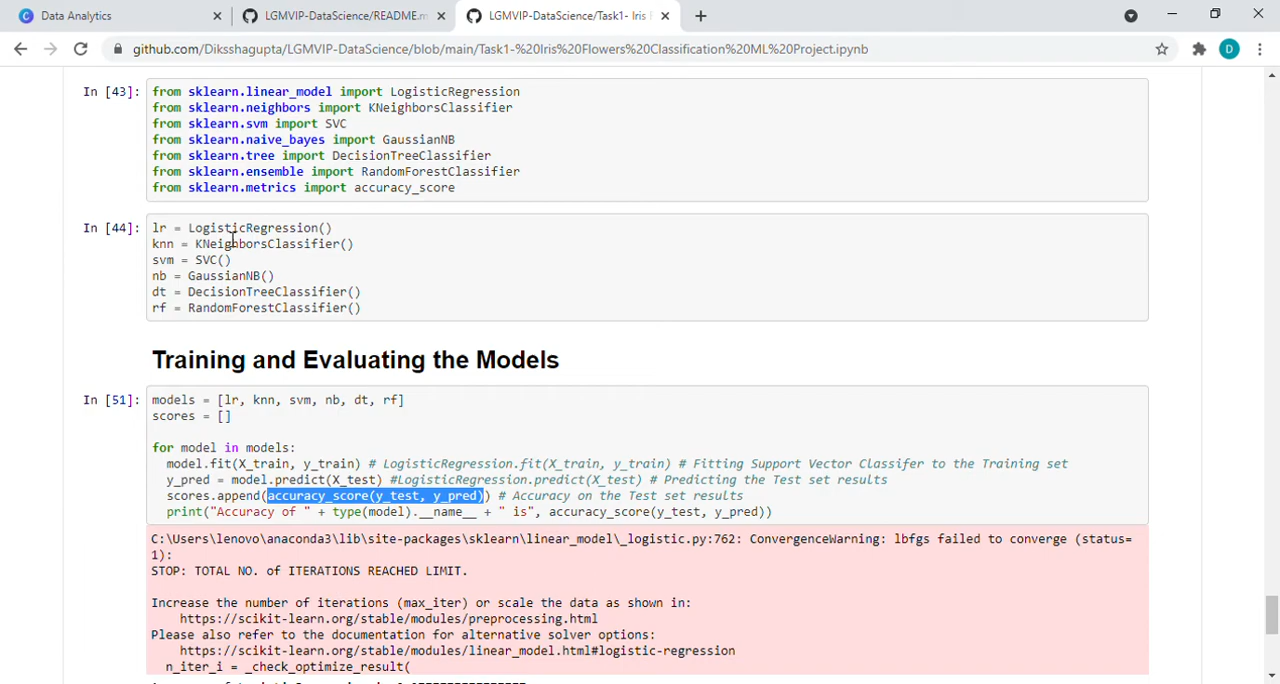 Data Analytics
LGMVIP-DataScience/README.m
LGMVIP-DataScience/Task1- Iris F
github.com/Diksshagupta/LGMVIP-DataScience/blob/main/Task1-%20Iris%20Flowers%20Classification%20ML%20Project.ipynb
D
In [43]: from sklearn.linear_model import LogisticRegression
from sklearn.neighbors import KNeighborsClassifier
from sklearn.svm import SVC
from sklearn.naive_bayes import GaussianNB
from sklearn.tree import DecisionTreeClassifier
from sklearn.ensemble import RandomForestClassifier
from sklearn.metrics import accuracy_score
In [44]: lr = LogisticRegression()
knn = KNeighborsClassifier()
svm = SVC()
nb = GaussianNB()
dt = DecisionTreeClassifier()
rf = RandomForestClassifier()
Training and Evaluating the Models
In [51]: models = [lr, knn, svm, nb, dt, rf]
scores = []
for model in models:
model.fit(X_train, y_train) # LogisticRegression.fit(X_train, y_train) # Fitting Support Vector Classifer to the Training set
y_pred = model.predict(X_test) #LogisticRegression.predict(X_test) # Predicting the Test set results
scores.append(accuracy_score(y_test, y_pred)) # Accuracy on the Test set results
print("Accuracy of " + type(model).__name__ + " is", accuracy_score(y_test, y_pred))
C:\Users\lenovo\anaconda3\lib\site-packages\sklearn\linear_model\_logistic.py:762: ConvergenceWarning: lbfgs failed to converge (status=
1):
STOP: TOTAL NO. of ITERATIONS REACHED LIMIT.
Increase the number of iterations (max_iter) or scale the data as shown in:
https://scikit-learn.org/stable/modules/preprocessing.html
Please also refer to the documentation for alternative solver options:
https://scikit-learn.org/stable/modules/linear_model.html#logistic-regression
n_iter_i = _check_optimize_result(